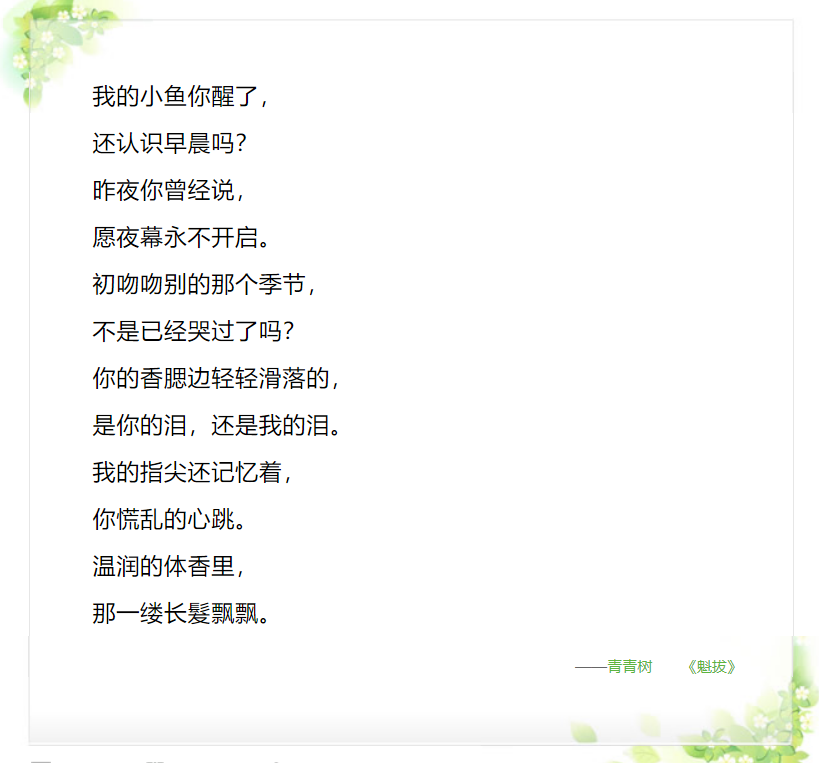 我的小鱼你醒了，
还认识早晨吗？
昨夜你曾经说，
愿夜幕永不开启。
初吻吻别的那个季节，
不是已经哭过了吗？
你的香腮边轻轻滑落的，
是你的泪，还是我的泪。
我的指尖还记忆着，
你慌乱的心跳。
温润的体香里，
那一缕长髮飘飘。
——青青树 《魁拔》